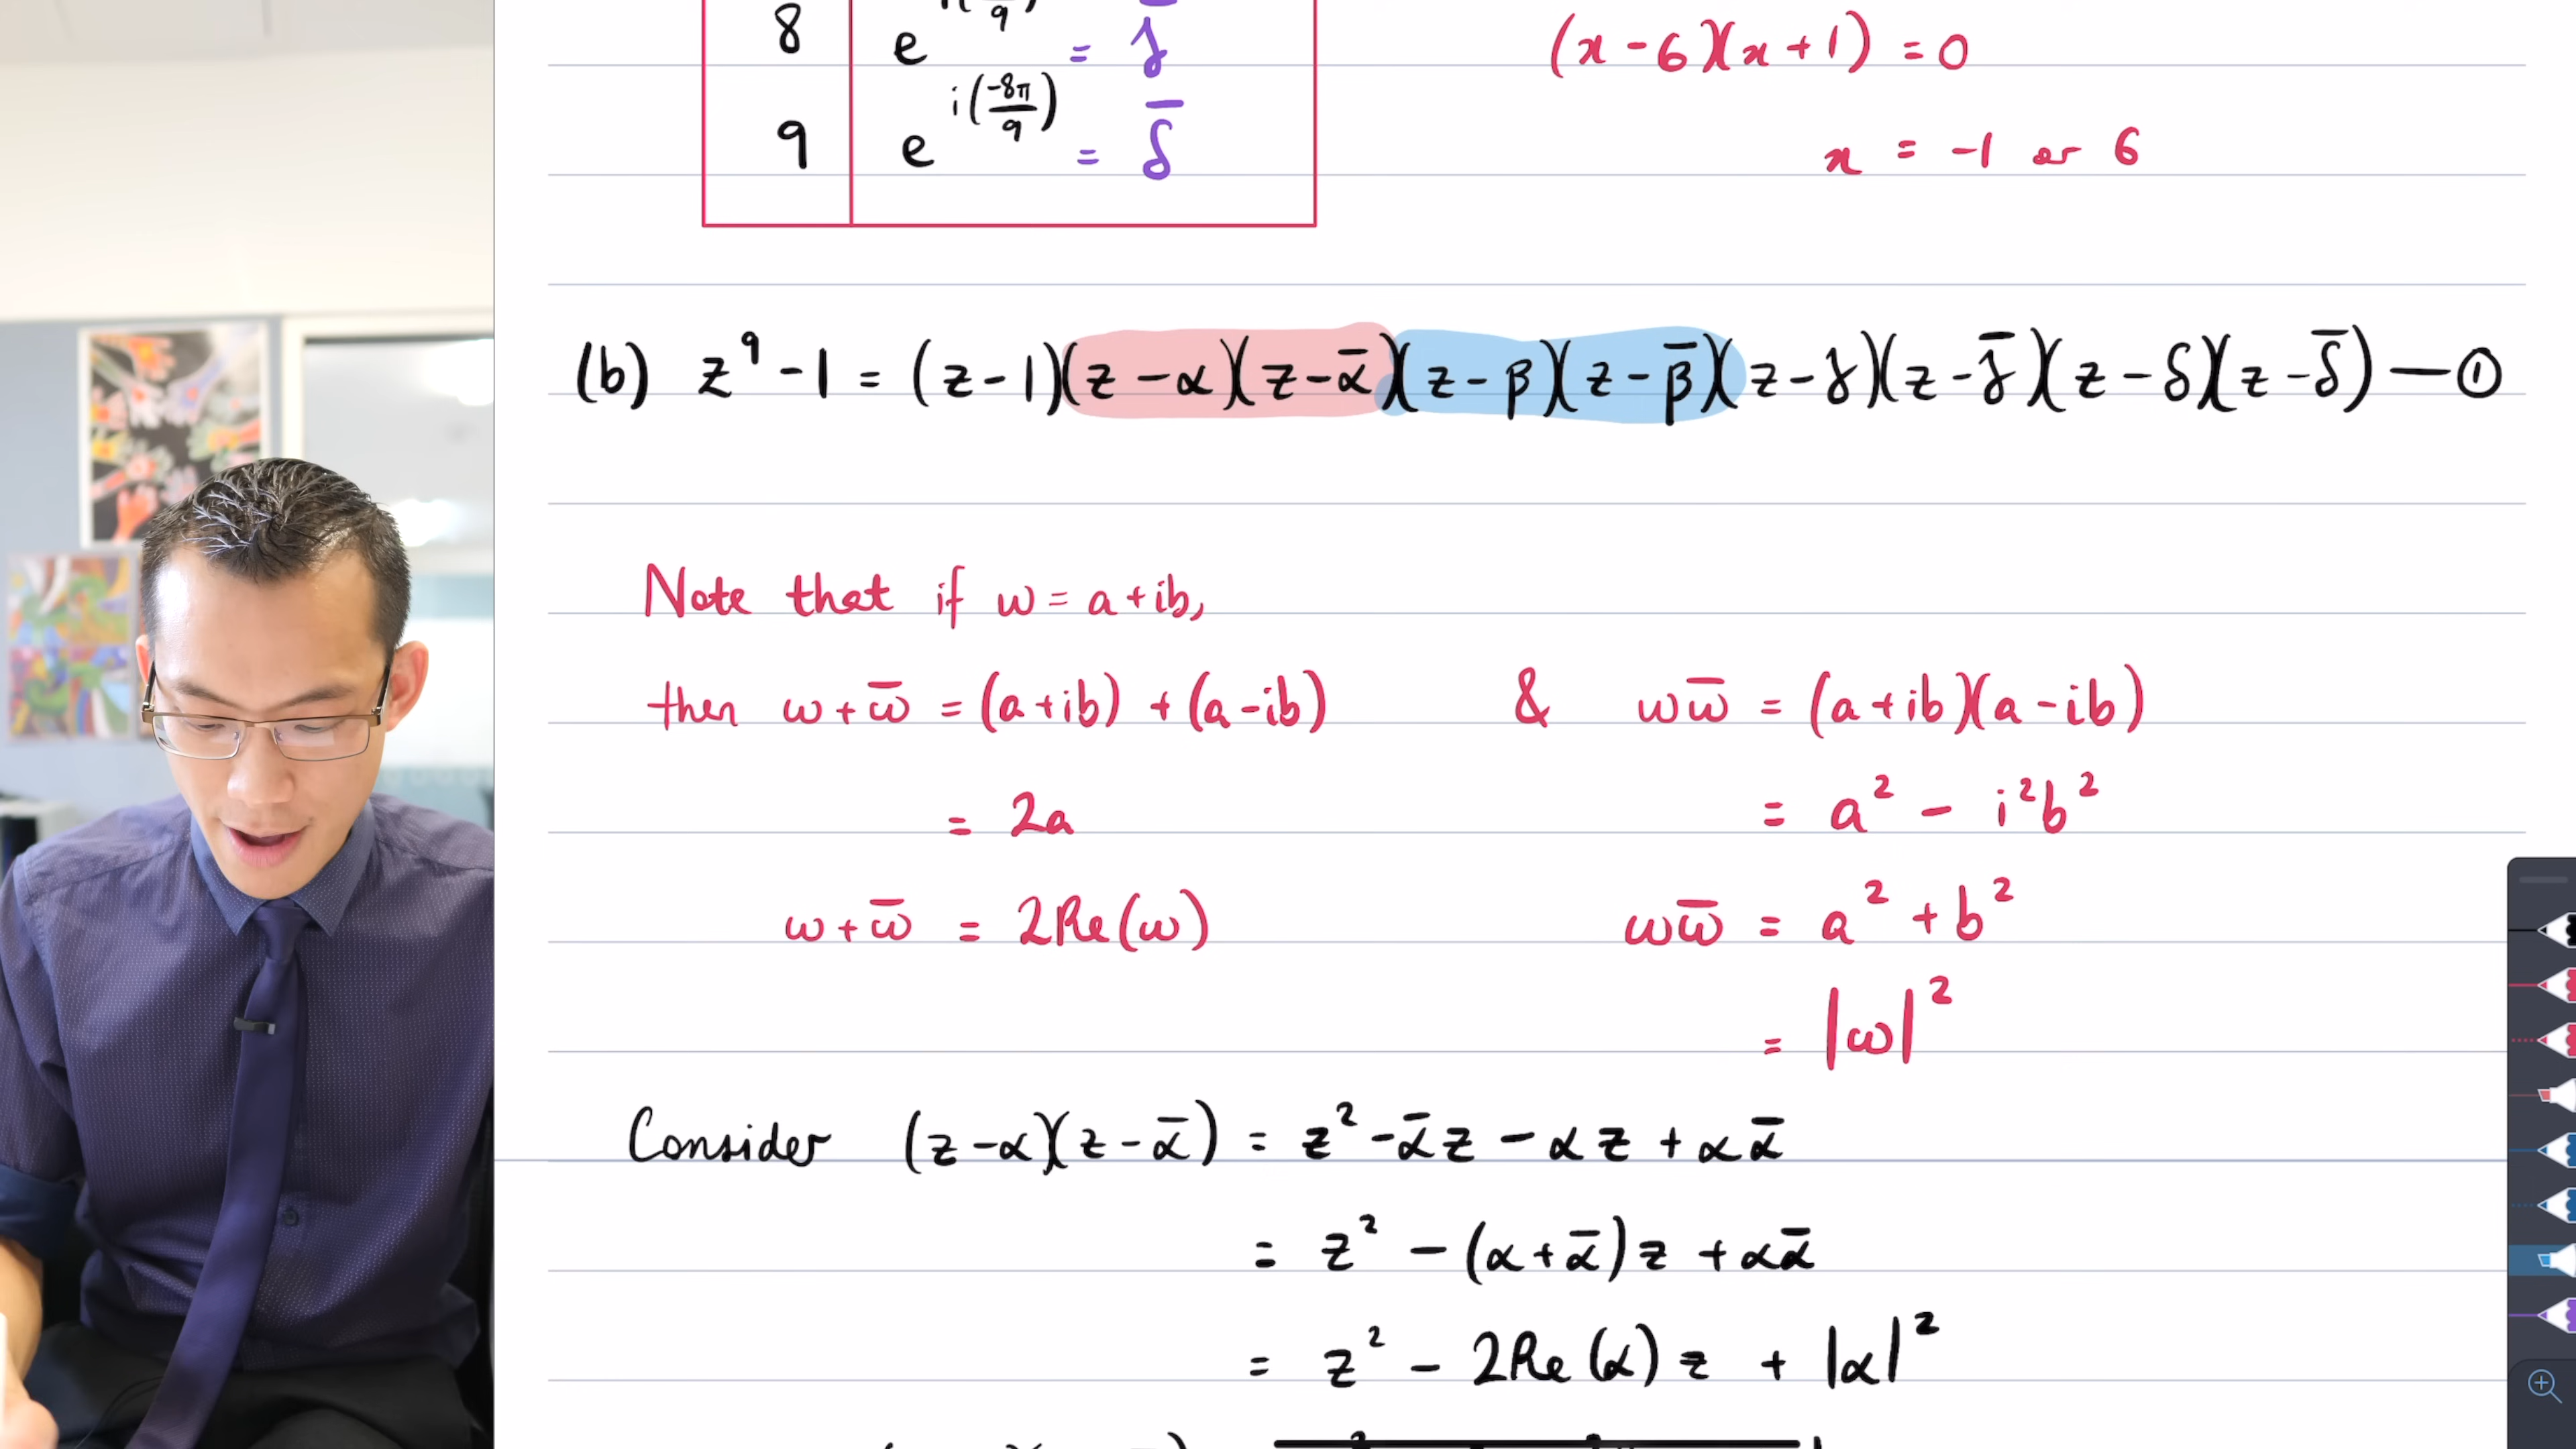 8 e = γ̄
9 e^{i(-8π/9)} = δ̄
(x - 6)(x + 1) = 0
x = -1 or 6
(b) z⁹ - 1 = (z - 1)(z - α)(z - ᾱ)(z - β)(z - β̄)(z - γ)(z - γ̄)(z - δ)(z - δ̄) — ①
Note that if ω = a + ib,
then ω + ω̄ = (a + ib) + (a - ib)
= 2a
ω + ω̄ = 2Re(ω)
& ωω̄ = (a + ib)(a - ib)
= a² - i²b²
ωω̄ = a² + b²
= |ω|²
Consider (z - α)(z - ᾱ) = z² - ᾱz - αz + αᾱ
= z² - (α + ᾱ)z + αᾱ
= z² - 2Re(α)z + |α|²